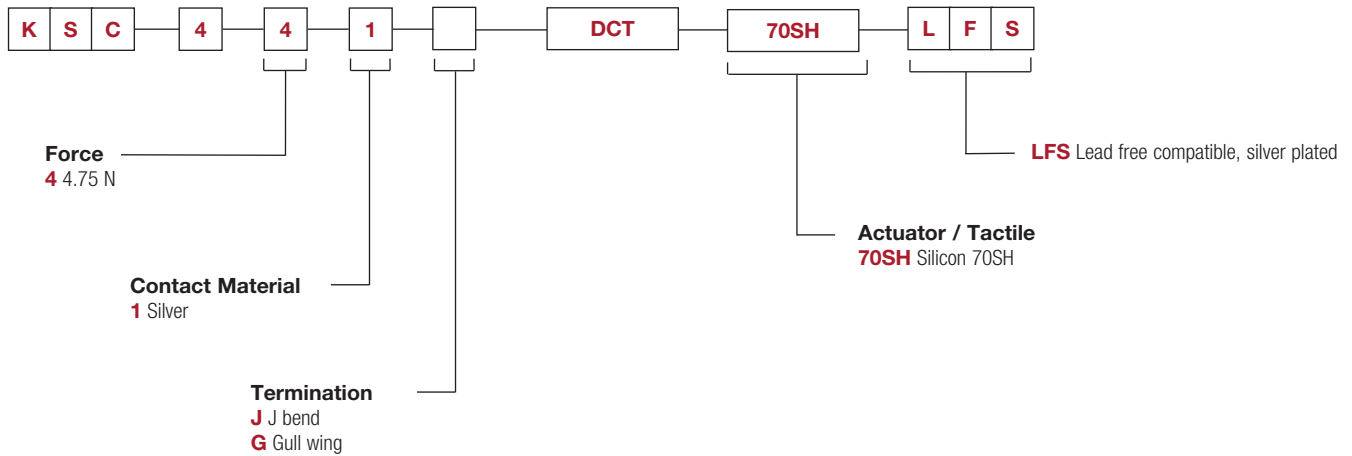 K S C 4 4 1 DCT 70SH L F S
Force
4 4.75 N
LFS Lead free compatible, silver plated
Actuator / Tactile
70SH Silicon 70SH
Contact Material
1 Silver
Termination
J J bend
G Gull wing